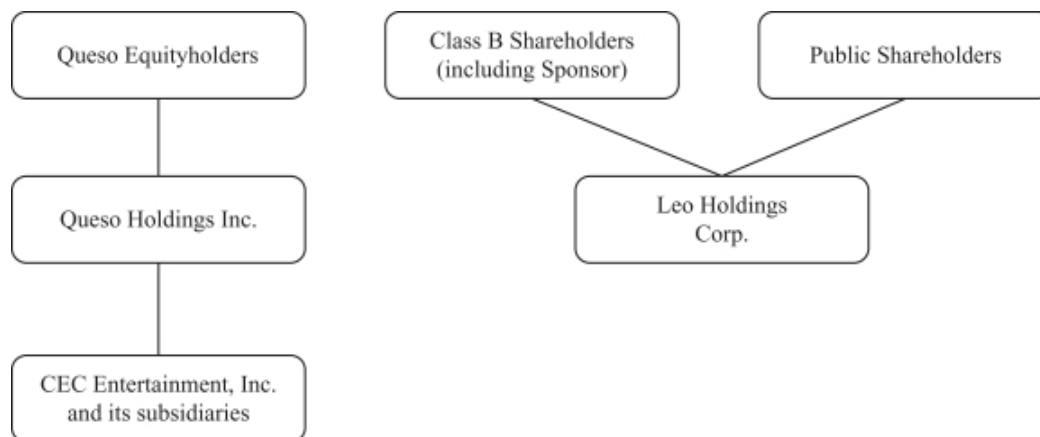 Queso Equityholders
Class B Shareholders
(including Sponsor)
Public Shareholders
Queso Holdings Inc.
Leo Holdings
Corp.
CEC Entertainment, Inc.
and its subsidiaries